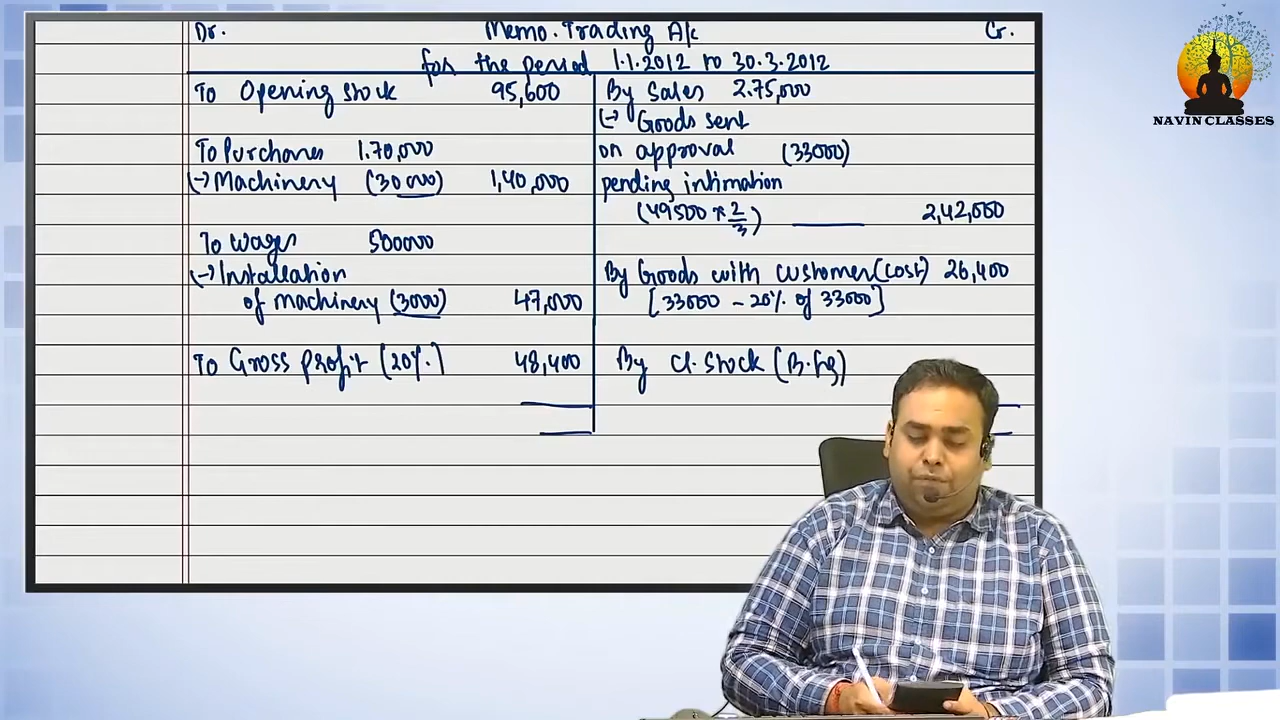 Dr. Memo. Trading A/c Cr.
for the period 1.1.2012 to 30.3.2012
To Opening stock 95,600
By Sales 2.75,000
(-) Goods sent
on approval (33000)
pending intimation
(49500 * 2/3) 2,42,000
To Purchases 1.70,000
(-) Machinery (30000) 1,40,000
To wages 500000
(-) Installation
of machinery (3000) 47,000
By Goods with customer (cost) 26,400
[33000 - 20% of 33000]
To Gross profit (20%.) 48,400
By Cl. Stock (B.fg)
NAVIN CLASSES